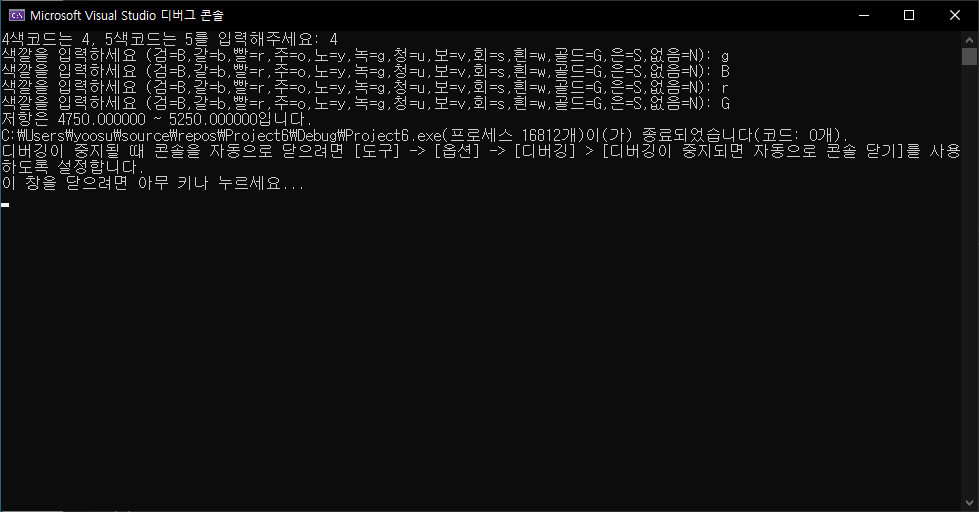 Microsoft Visual Studio 디버그 콘솔
4색코드는 4, 5색코드는 5를 입력해주세요: 4
색깔을 입력하세요 (검=B,갈=b,빨=r,주=o,노=y,녹=g,청=u,보=v,회=s,흰=w,골드=G,은=S,없음=N): g
색깔을 입력하세요 (검=B,갈=b,빨=r,주=o,노=y,녹=g,청=u,보=v,회=s,흰=w,골드=G,은=S,없음=N): B
색깔을 입력하세요 (검=B,갈=b,빨=r,주=o,노=y,녹=g,청=u,보=v,회=s,흰=w,골드=G,은=S,없음=N): r
색깔을 입력하세요 (검=B,갈=b,빨=r,주=o,노=y,녹=g,청=u,보=v,회=s,흰=w,골드=G,은=S,없음=N): G
저항은 4750.000000 ~ 5250.000000입니다.
C:₩Users₩yoosu₩source₩repos₩Project6₩Debug₩Project6.exe(프로세스 16812개)이(가) 종료되었습니다(코드: 0개).
디버깅이 중지될 때 콘솔을 자동으로 닫으려면 [도구] -> [옵션] -> [디버깅] > [디버깅이 중지되면 자동으로 콘솔 닫기]를 사용
하도록 설정합니다.
이 창을 닫으려면 아무 키나 누르세요...